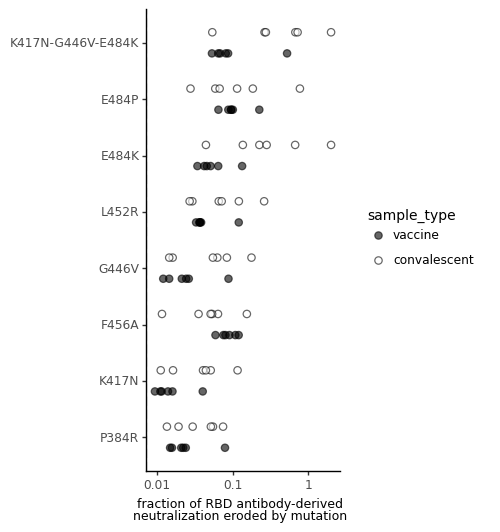 K417N-G446V-E484K
E484P
E484K
L452R
G446V
F456A
K417N
P384R
0.01 0.1 1
fraction of RBD antibody-derived
neutralization eroded by mutation
sample_type
vaccine
convalescent